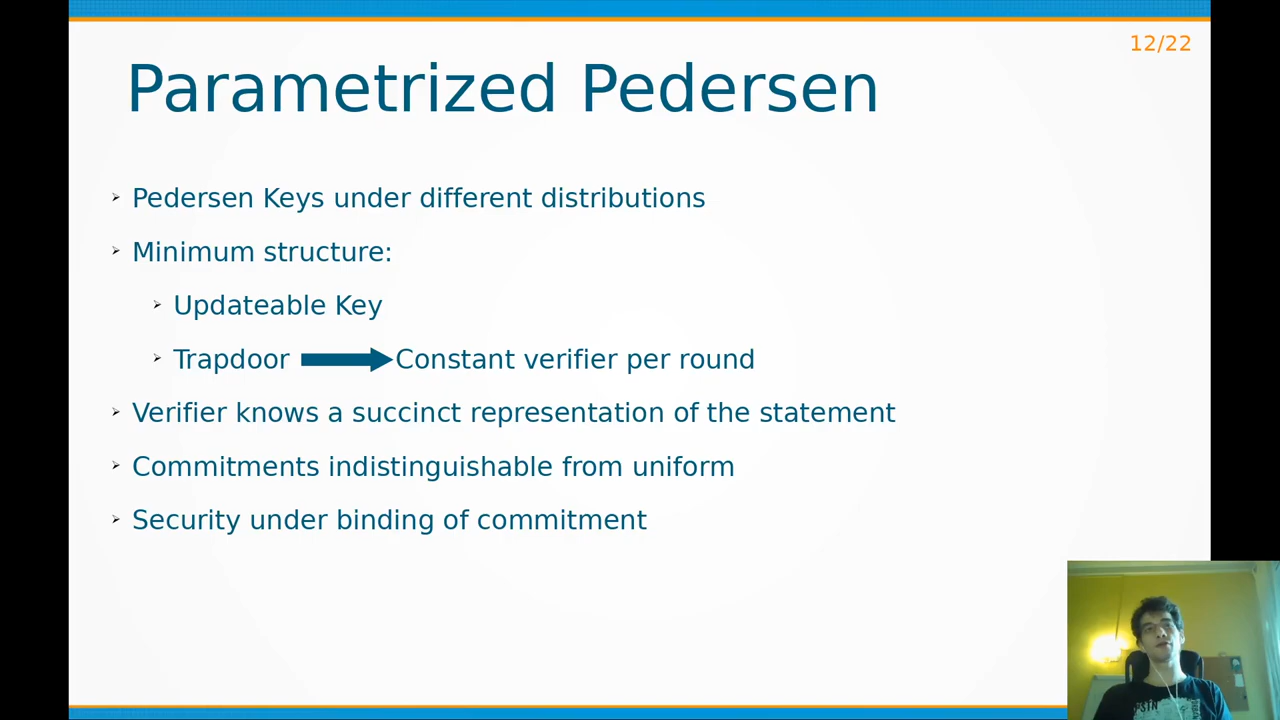 12/22
Parametrized Pedersen
Pedersen Keys under different distributions
Minimum structure:
Updateable Key
Trapdoor Constant verifier per round
Verifier knows a succinct representation of the statement
Commitments indistinguishable from uniform
Security under binding of commitment